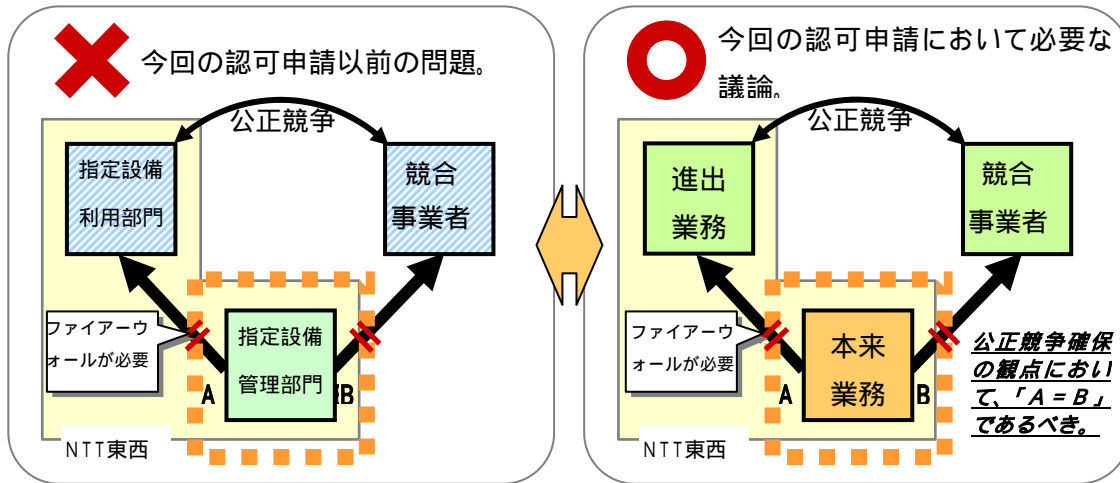 今回の認可申請以前の問題。
公正競争
指定設備
利用部門
競合
事業者
ファイアーウ
ォールが必要
指定設備
管理部門
A
B
NTT東西
今回の認可申請において必要な
議論。
公正競争
進出
業務
競合
事業者
ファイアーウ
ォールが必要
本来
業務
A
B
公正競争確保
の観点におい
て、「A=B」
であるべき。
NTT東西